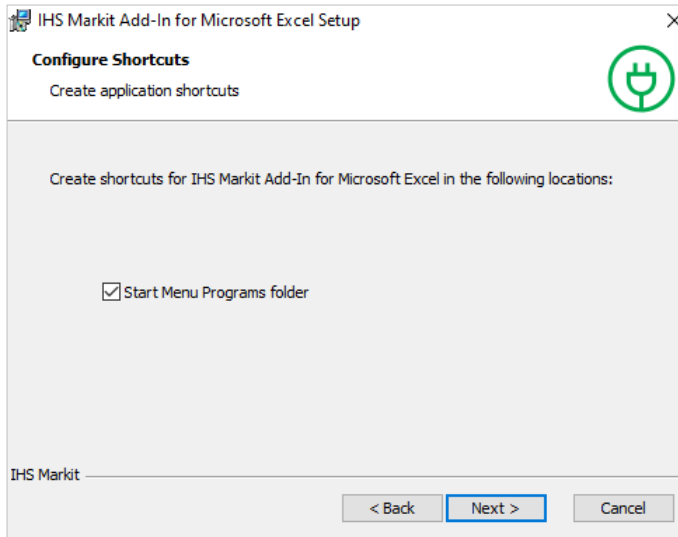 IHS Markit Add-In for Microsoft Excel Setup
Configure Shortcuts
Create application shortcuts
Create shortcuts for IHS Markit Add-In for Microsoft Excel in the following locations:
Start Menu Programs folder
IHS Markit
< Back Next > Cancel